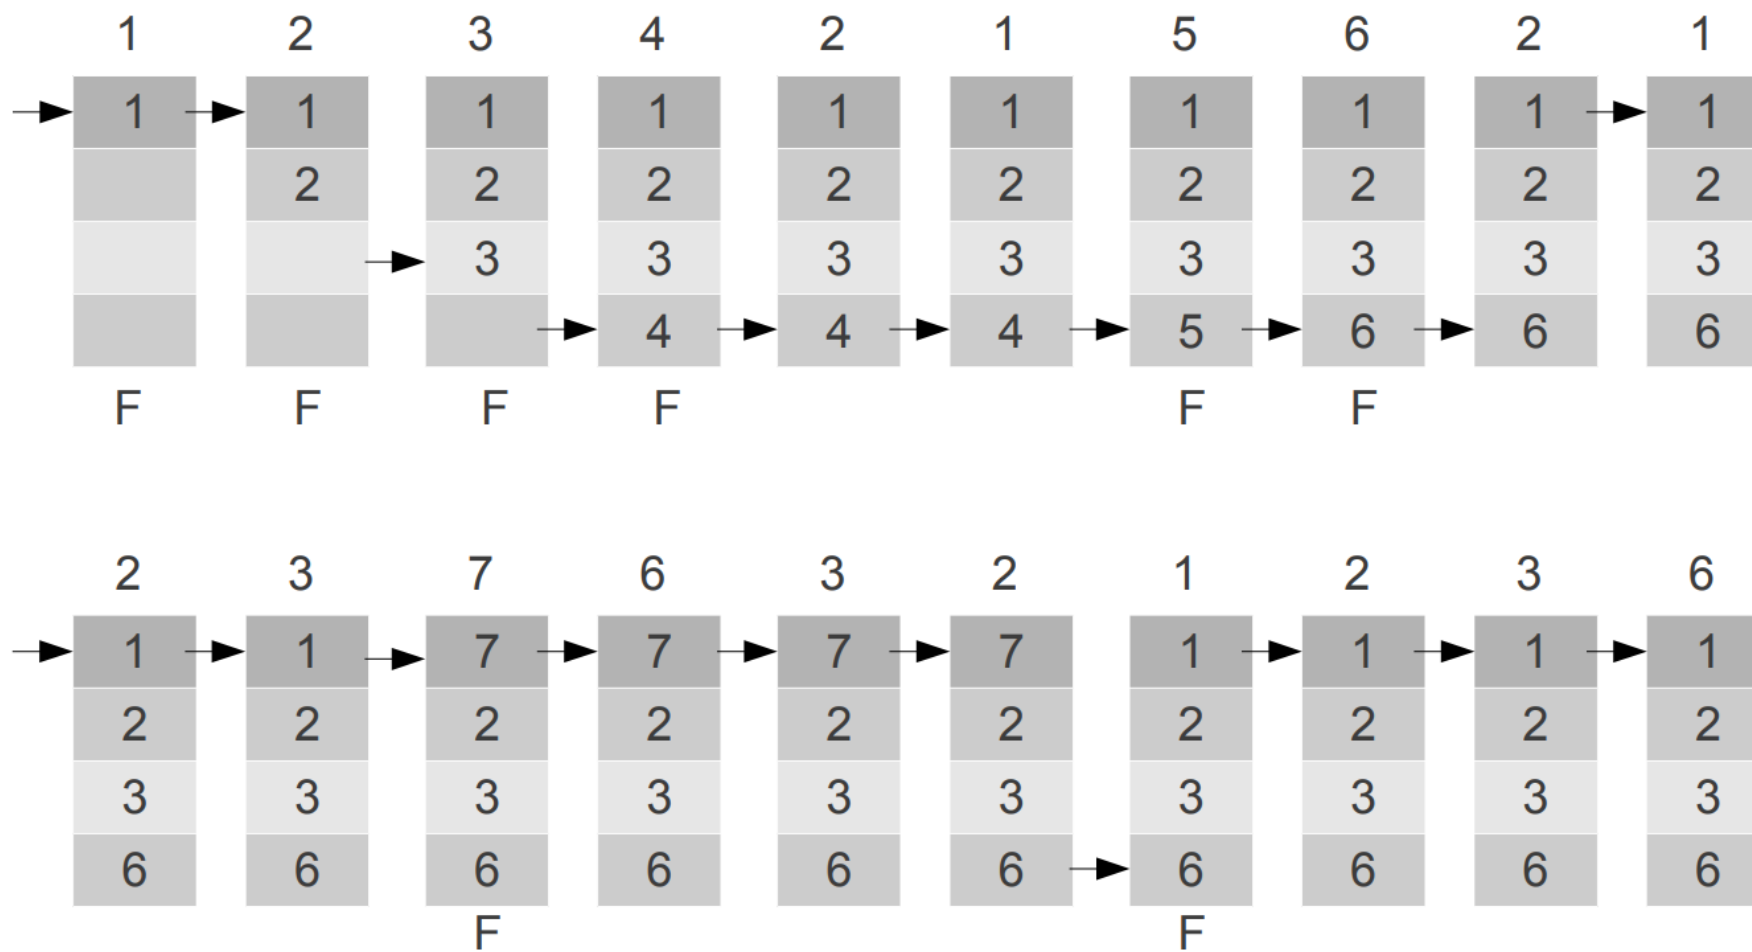 1 2 3 4 2 1 5 6 2 1
1 1 1 1 1 1 1 1 1 1
2 2 2 2 2 2 2 2 2
3 3 3 3 3 3 3 3
4 4 4 5 6 6 6
F F F F F F
2 3 7 6 3 2 1 2 3 6
1 1 7 7 7 7 1 1 1 1
2 2 2 2 2 2 2 2 2 2
3 3 3 3 3 3 3 3 3 3
6 6 6 6 6 6 6 6 6 6
F F